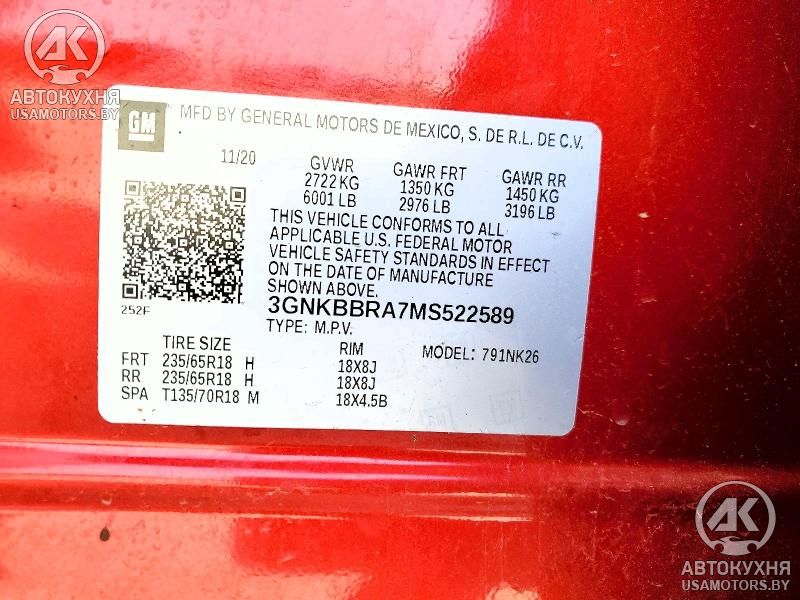 АВТОКУХНЯ
USAMOTORS.BY
GM
MFD BY GENERAL MOTORS DE MEXICO, S. DE R.L. DE C.V.
11/20 GVWR GAWR FRT GAWR RR
2722 KG 1350 KG 1450 KG
6001 LB 2976 LB 3196 LB
THIS VEHICLE CONFORMS TO ALL
APPLICABLE U.S. FEDERAL MOTOR
VEHICLE SAFETY STANDARDS IN EFFECT
ON THE DATE OF MANUFACTURE
SHOWN ABOVE.
252F
3GNKBBRA7MS522589
TYPE: M.P.V. MODEL: 791NK26
TIRE SIZE RIM
FRT 235/65R18 H 18X8J
RR 235/65R18 H 18X8J
SPA T135/70R18 M 18X4.5B
АК
АВТОКУХНЯ
USAMOTORS.BY